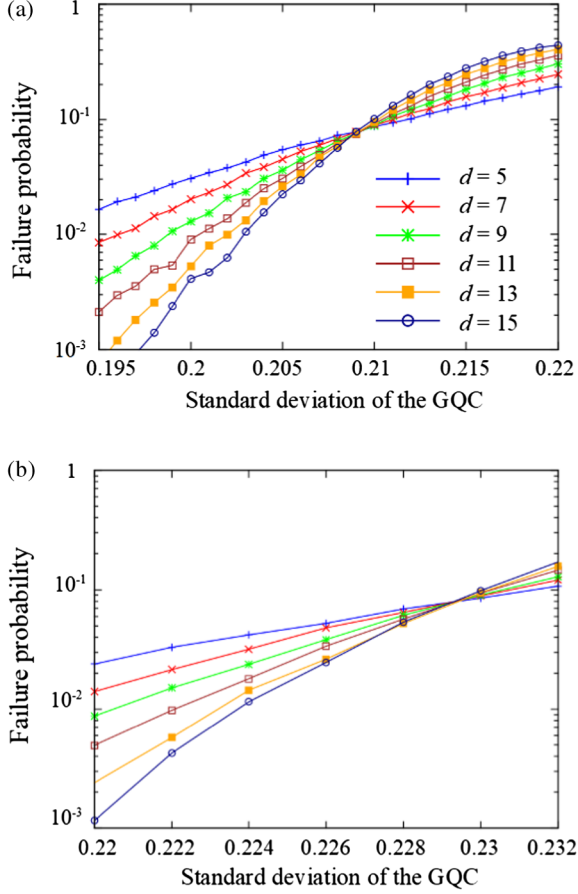 (a)
1
10⁻¹
10⁻²
10⁻³
Failure probability
d = 5
d = 7
d = 9
d = 11
d = 13
d = 15
0.195 0.2 0.205 0.21 0.215 0.22
Standard deviation of the GQC
(b)
1
10⁻¹
10⁻²
10⁻³
Failure probability
0.22 0.222 0.224 0.226 0.228 0.23 0.232
Standard deviation of the GQC